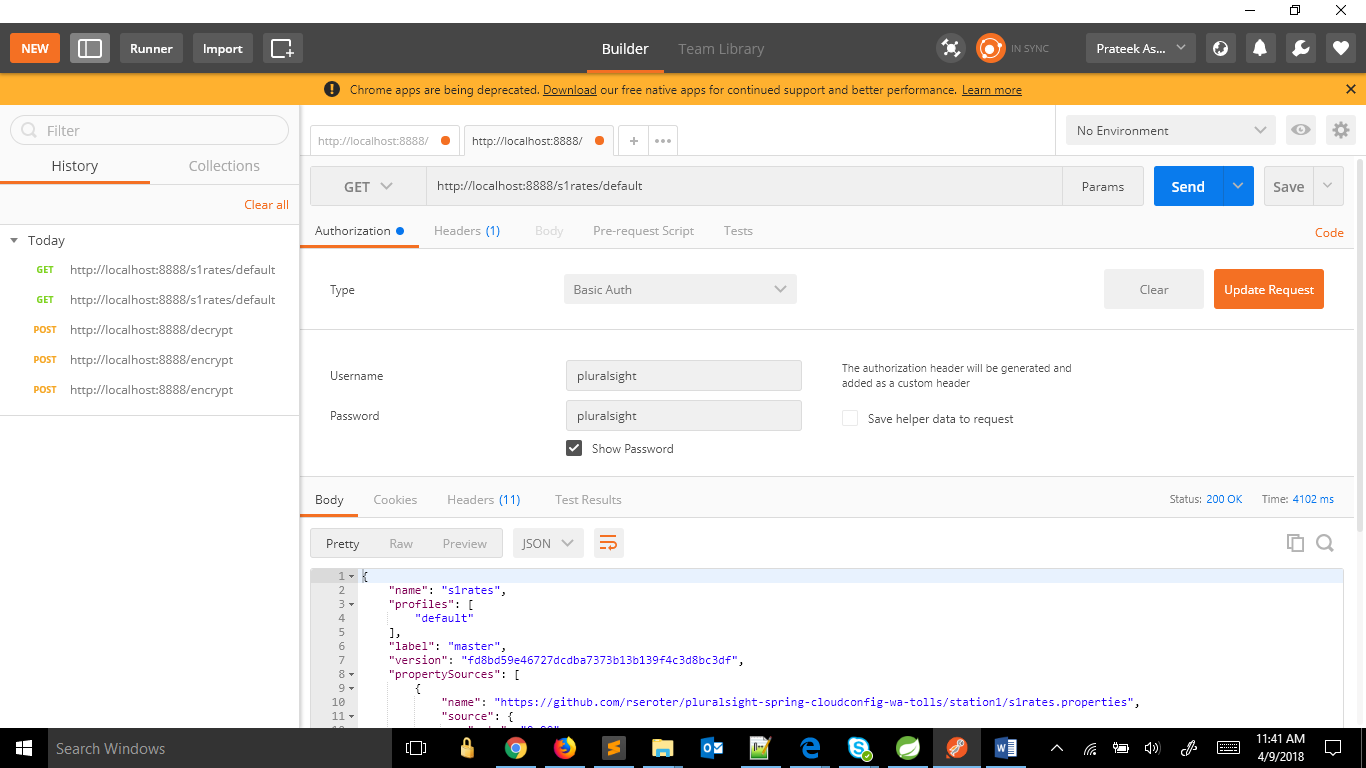 NEW Runner Import Builder Team Library IN SYNC Prateek As...
Chrome apps are being deprecated. Download our free native apps for continued support and better performance. Learn more
Filter
History Collections
Clear all
Today
GET http://localhost:8888/s1rates/default
GET http://localhost:8888/s1rates/default
POST http://localhost:8888/decrypt
POST http://localhost:8888/encrypt
POST http://localhost:8888/encrypt
http://localhost:8888/ http://localhost:8888/ + ••• No Environment
GET http://localhost:8888/s1rates/default Params Send Save
Authorization Headers (1) Body Pre-request Script Tests Code
Type Basic Auth Clear Update Request
Username pluralsight
The authorization header will be generated and
added as a custom header
Password pluralsight
Save helper data to request
Show Password
Body Cookies Headers (11) Test Results Status: 200 OK Time: 4102 ms
Pretty Raw Preview JSON
1 {
2 "name": "s1rates",
3 "profiles": [
4 "default"
5 ],
6 "label": "master",
7 "version": "fd8bd59e46727dcdba7373b13b139f4c3d8bc3df",
8 "propertySources": [
9 {
10 "name": "https://github.com/rseroter/pluralsight-spring-cloudconfig-wa-tolls/station1/s1rates.properties",
11 "source": {
Search Windows
11:41 AM
4/9/2018